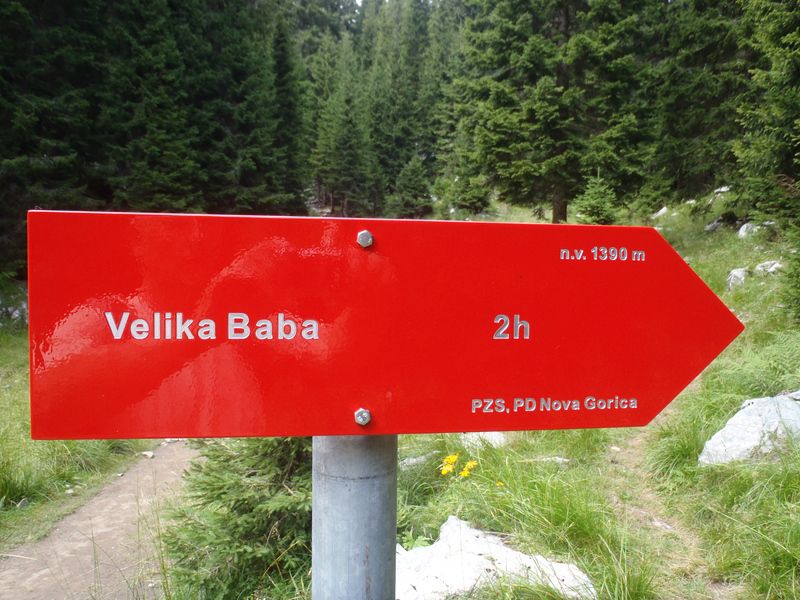 n.v. 1390 m
Velika Baba 2h
PZS, PD Nova Gorica